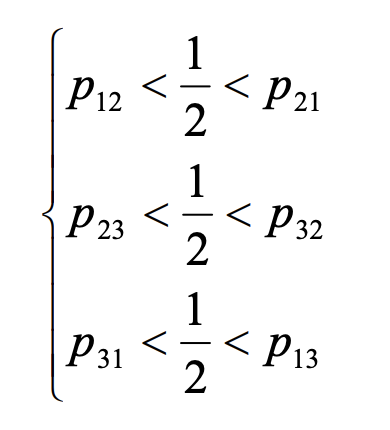 p₁₂ < 1/2 < p₂₁
p₂₃ < 1/2 < p₃₂
p₃₁ < 1/2 < p₁₃